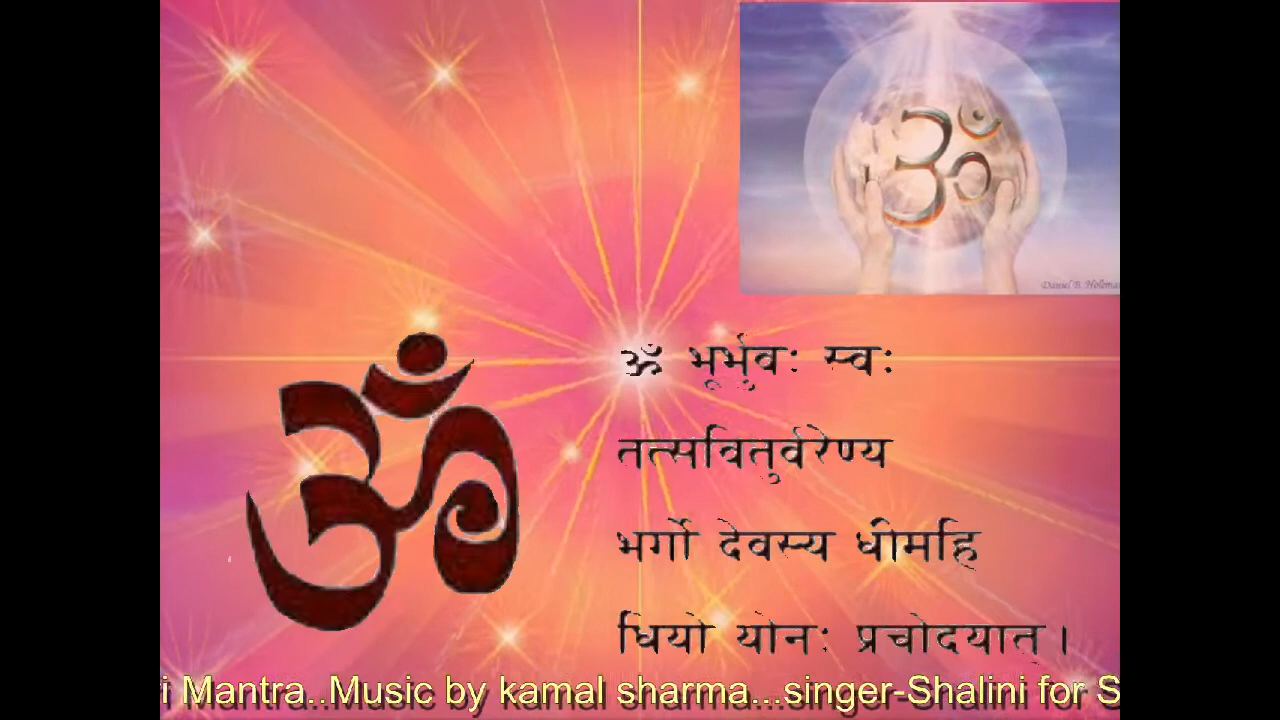 ॐ भूर्भुवः स्वः
तत्सवितुर्वरेण्य
भर्गो देवस्य धीमहि
धियो योनः प्रचोदयात्।
i Mantra..Music by kamal sharma...singer-Shalini for S